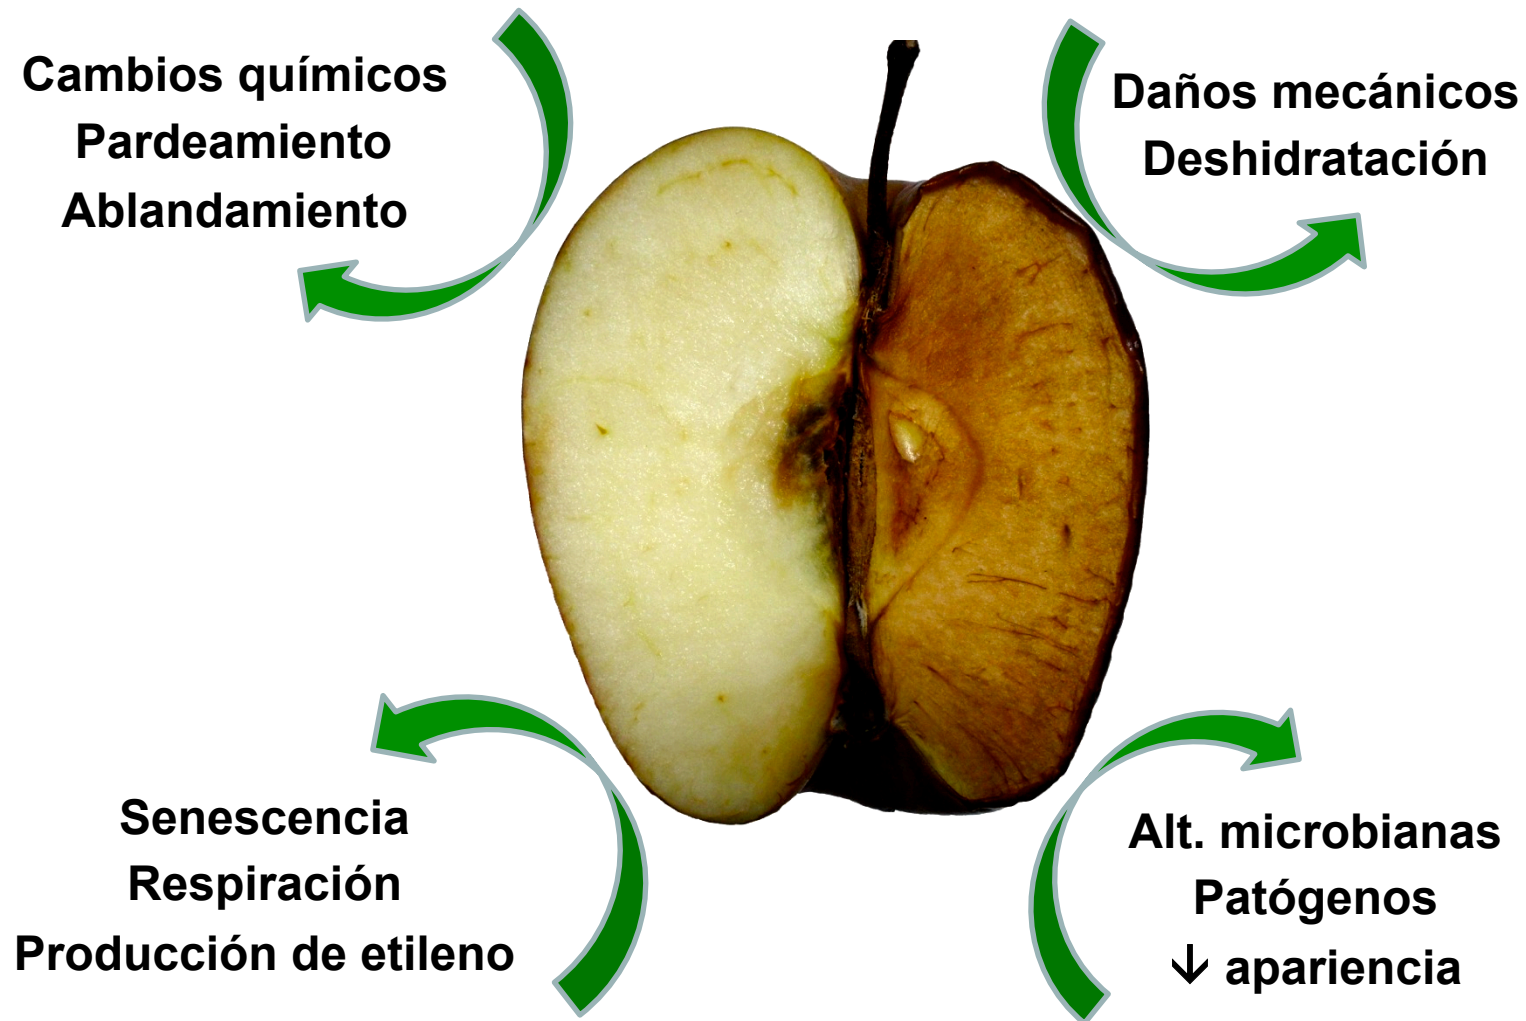 Cambios químicos
Pardeamiento
Ablandamiento
Daños mecánicos
Deshidratación
Senescencia
Respiración
Producción de etileno
Alt. microbianas
Patógenos
↓ apariencia